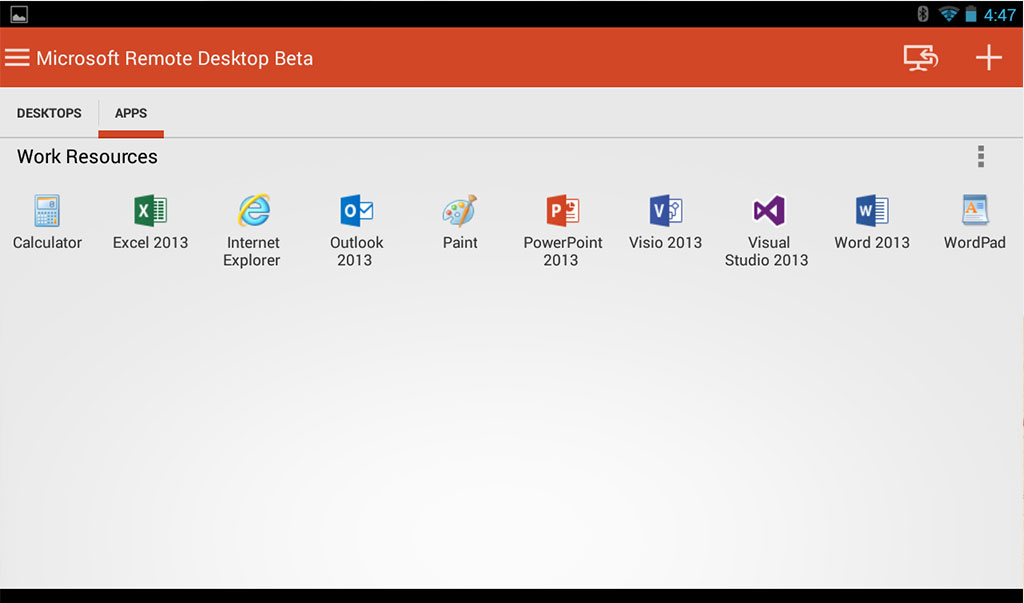 4:47
Microsoft Remote Desktop Beta
DESKTOPS
APPS
Work Resources
Calculator
Excel 2013
Internet
Explorer
Outlook
2013
Paint
PowerPoint
2013
Visio 2013
Visual
Studio 2013
Word 2013
WordPad